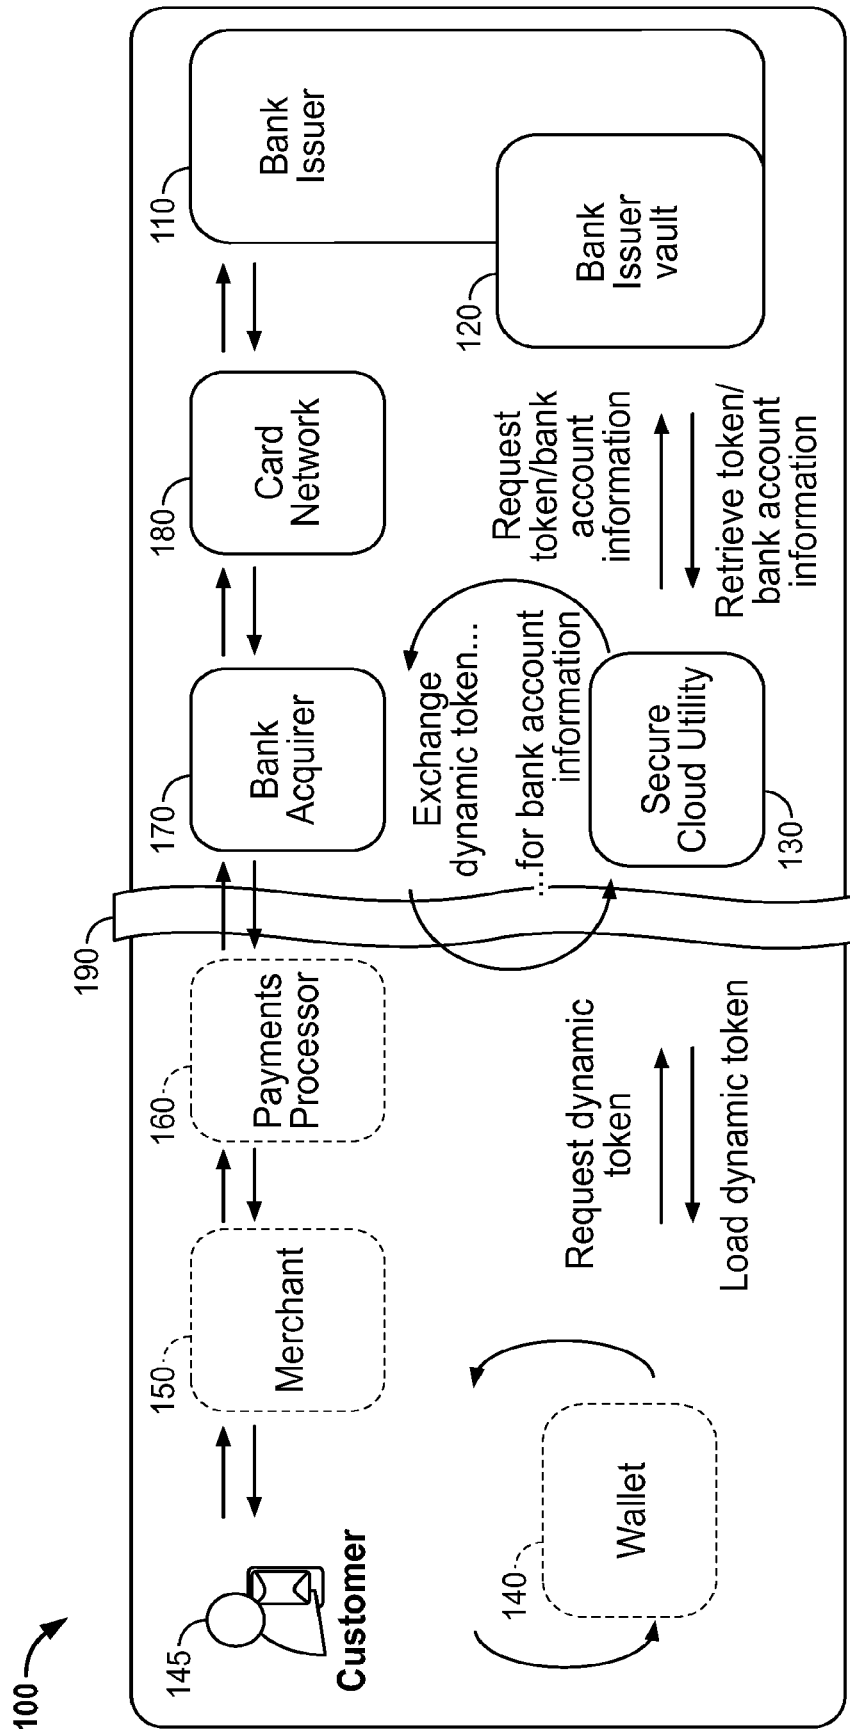 100
145
Customer
150
Merchant
160
Payments
Processor
190
170
Bank
Acquirer
180
Card
Network
110
Bank
Issuer
140
Wallet
Request dynamic
token
Load dynamic token
Exchange
dynamic token...
...for bank account
information
Secure
Cloud Utility
130
Request
token/bank
account
information
Retrieve token/
bank account
information
120
Bank
Issuer
vault